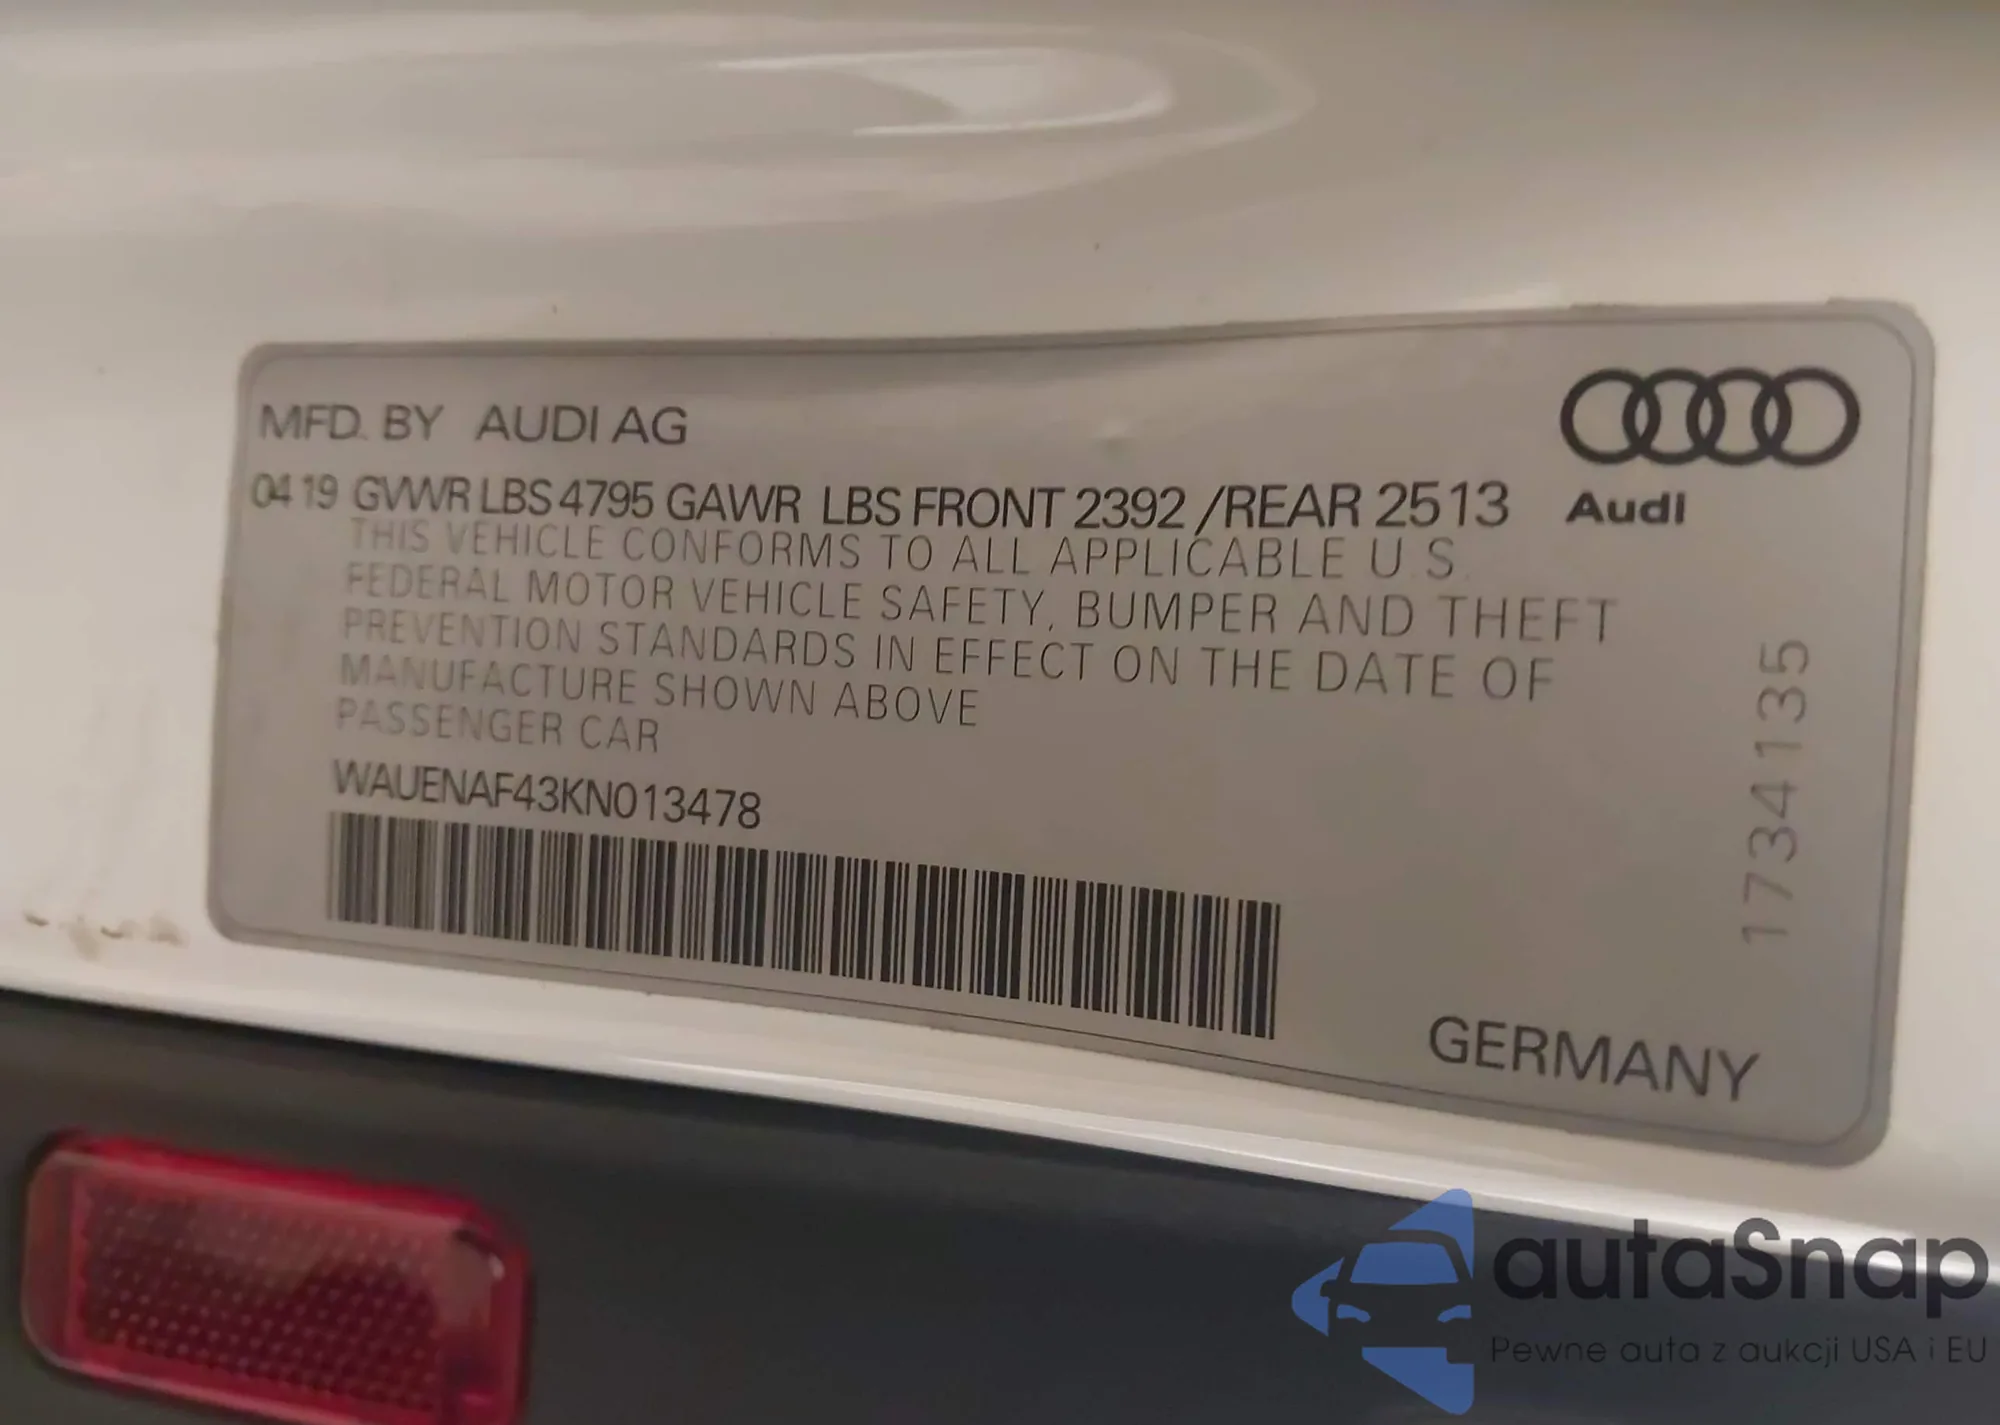 MFD. BY AUDI AG
04 19 GVWR LBS 4795 GAWR LBS FRONT 2392 /REAR 2513
Audi
THIS VEHICLE CONFORMS TO ALL APPLICABLE U.S.
FEDERAL MOTOR VEHICLE SAFETY, BUMPER AND THEFT
PREVENTION STANDARDS IN EFFECT ON THE DATE OF
MANUFACTURE SHOWN ABOVE
PASSENGER CAR
WAUENAF43KN013478
1734135
GERMANY
autaSnap
Pewne auta z aukcji USA i EU